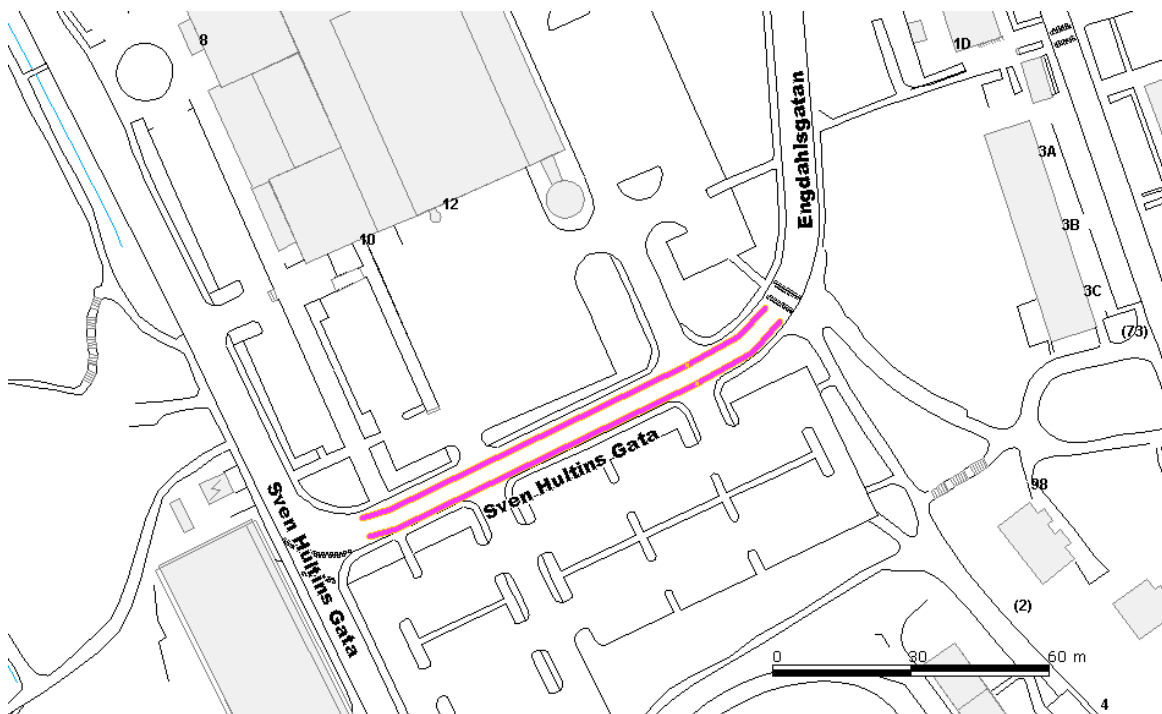 8
1D
Engdahlsgatan
3A
12
3B
10
3C
(73)
Sven Hultins Gata
98
Sven Hultins Gata
(2)
0 30 60 m
4